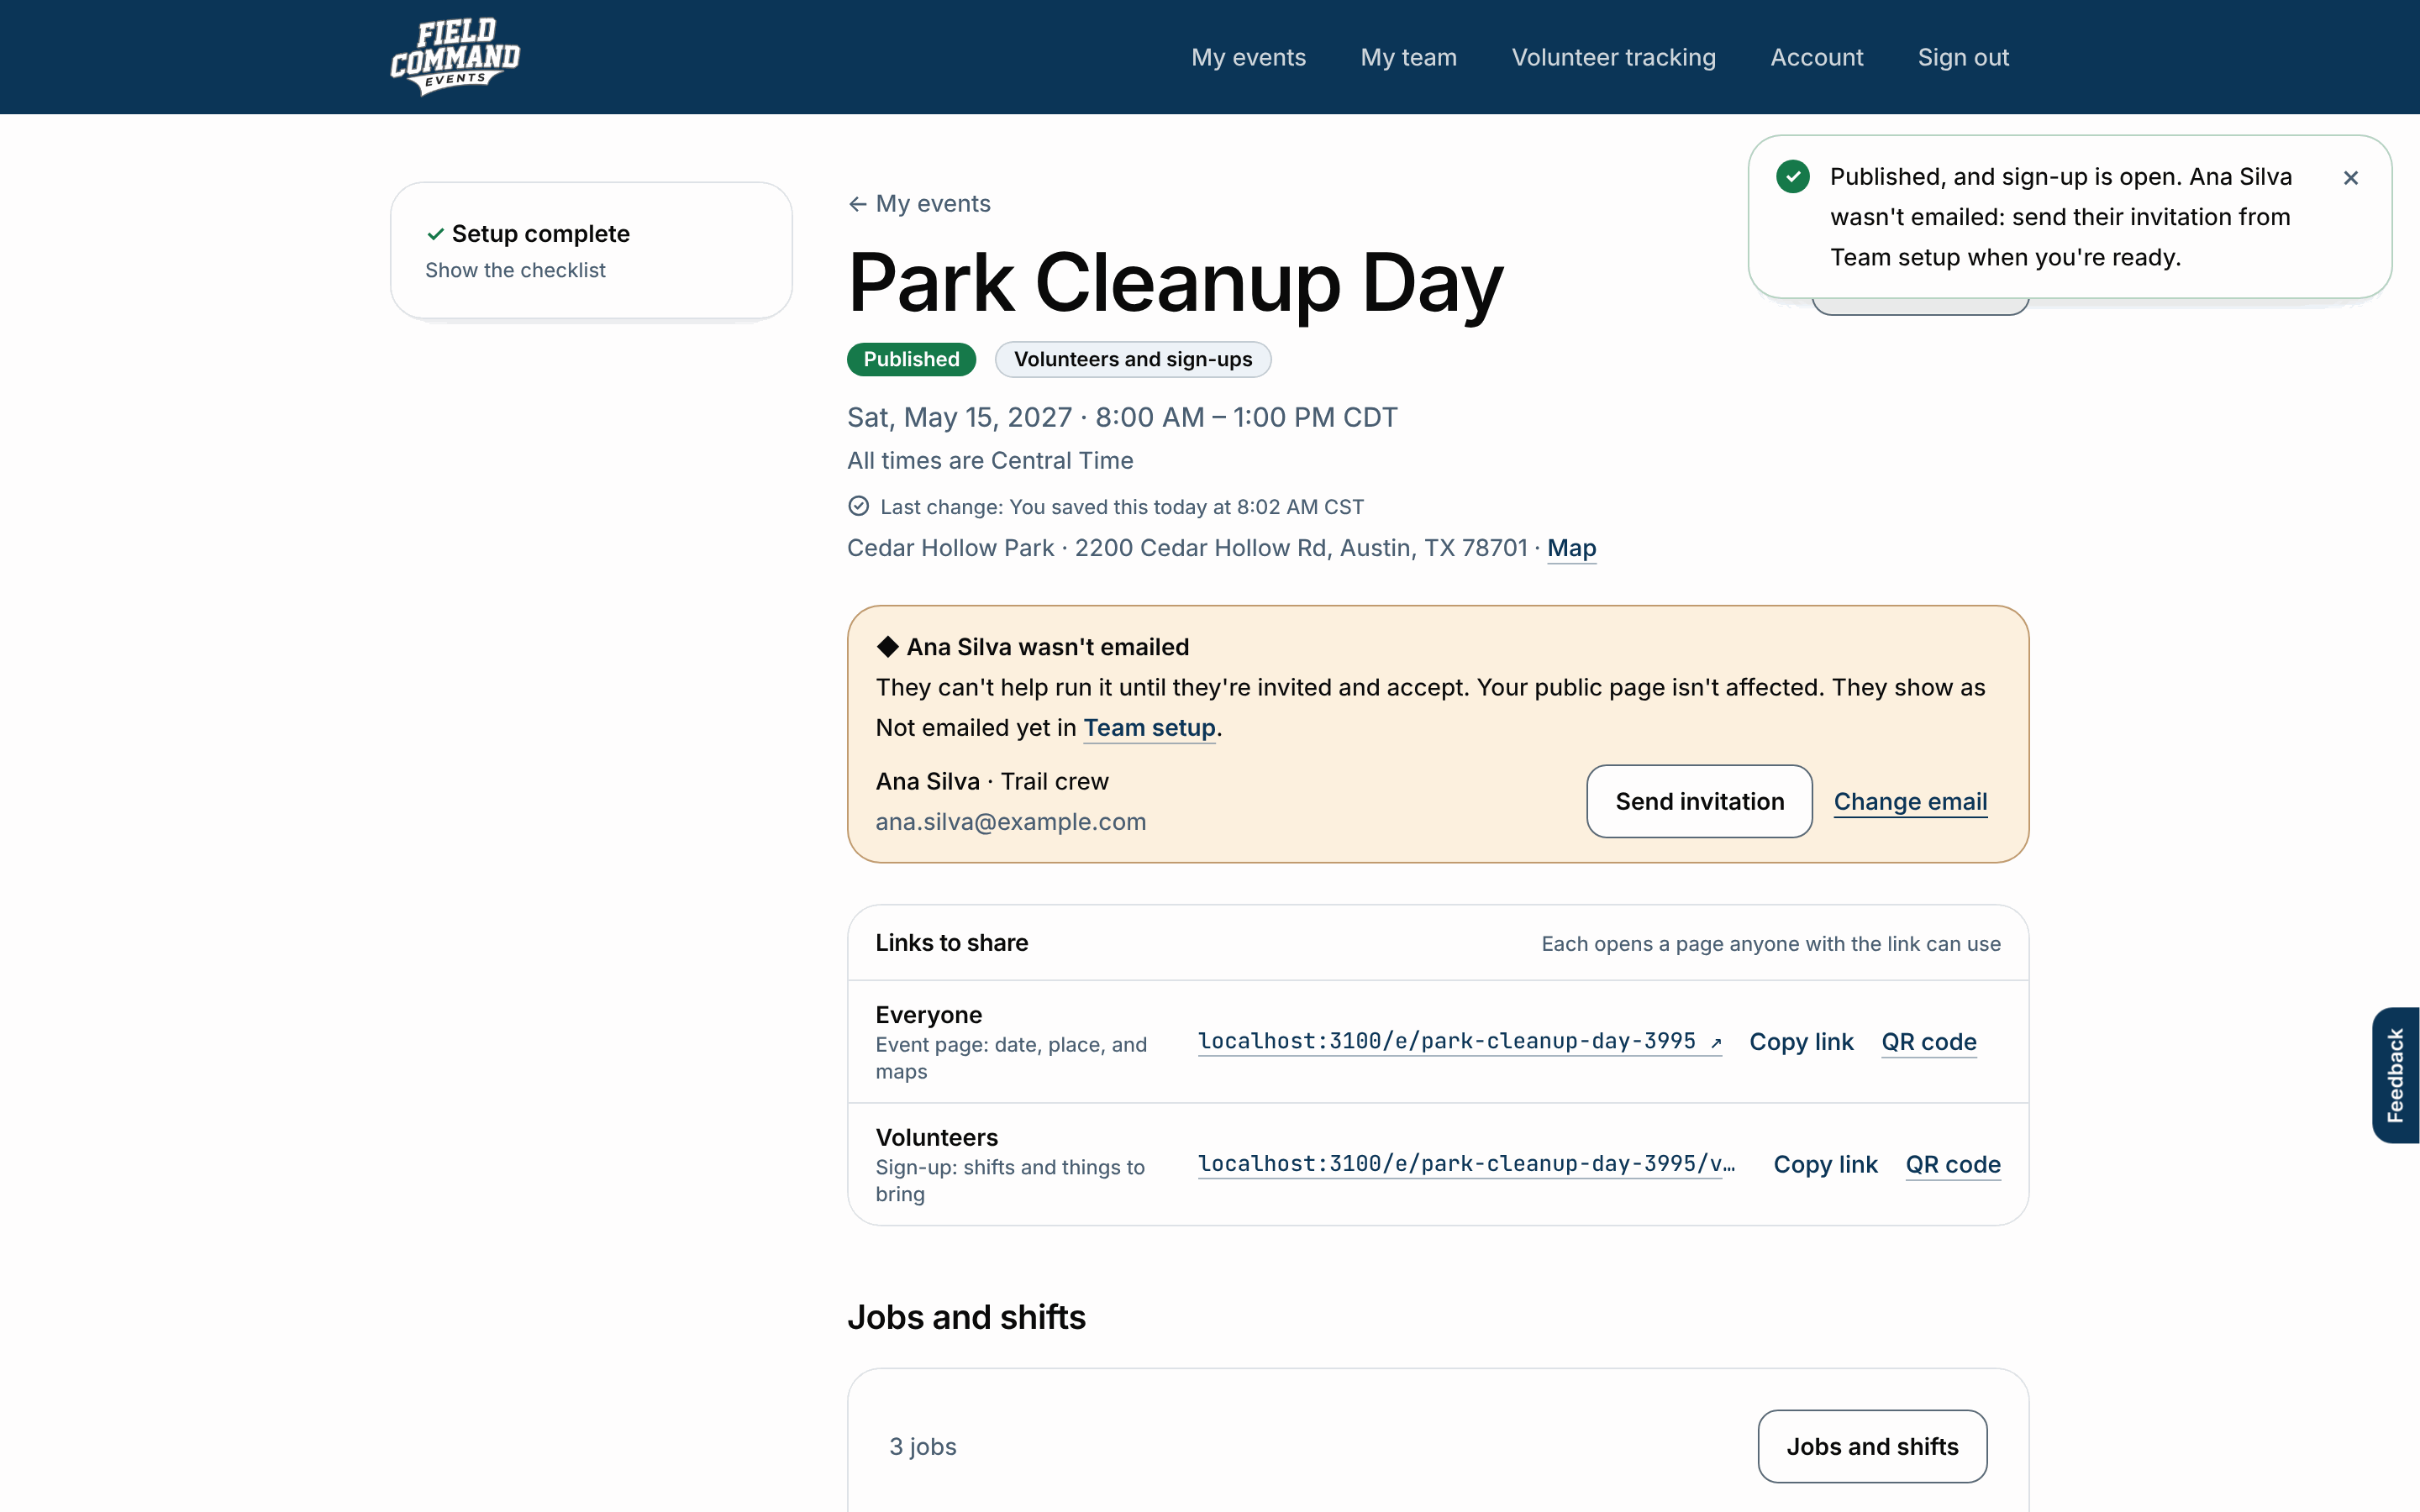 FIELD
COMMAND
EVENTS
My events
My team
Volunteer tracking
Account
Sign out
Published, and sign-up is open. Ana Silva
wasn't emailed: send their invitation from
Team setup when you're ready.
✓ Setup complete
Show the checklist
← My events
Park Cleanup Day
Published
Volunteers and sign-ups
Sat, May 15, 2027 · 8:00 AM – 1:00 PM CDT
All times are Central Time
Last change: You saved this today at 8:02 AM CST
Cedar Hollow Park · 2200 Cedar Hollow Rd, Austin, TX 78701 · Map
◆ Ana Silva wasn't emailed
They can't help run it until they're invited and accept. Your public page isn't affected. They show as
Not emailed yet in Team setup.
Ana Silva · Trail crew
ana.silva@example.com
Send invitation
Change email
Links to share
Each opens a page anyone with the link can use
Everyone
Event page: date, place, and
maps
localhost:3100/e/park-cleanup-day-3995 ↗
Copy link
QR code
Volunteers
Sign-up: shifts and things to
bring
localhost:3100/e/park-cleanup-day-3995/v…
Copy link
QR code
Feedback
Jobs and shifts
3 jobs
Jobs and shifts